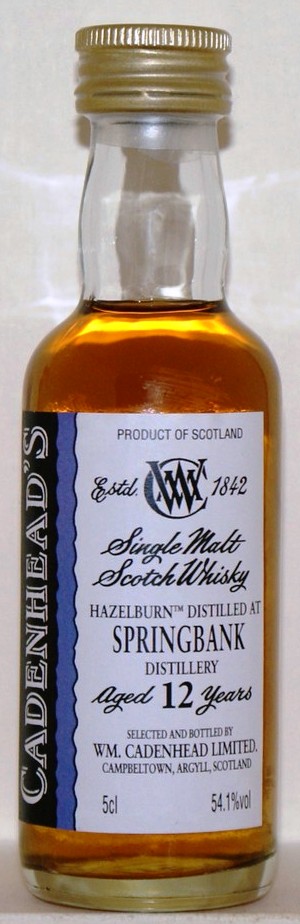 CADENHEAD'S
PRODUCT OF SCOTLAND
Estd. WC 1842
Single Malt
Scotch Whisky
HAZELBURN™ DISTILLED AT
SPRINGBANK
DISTILLERY
Aged 12 Years
SELECTED AND BOTTLED BY
WM. CADENHEAD LIMITED.
CAMPBELTOWN, ARGYLL, SCOTLAND
5cl 54.1%vol